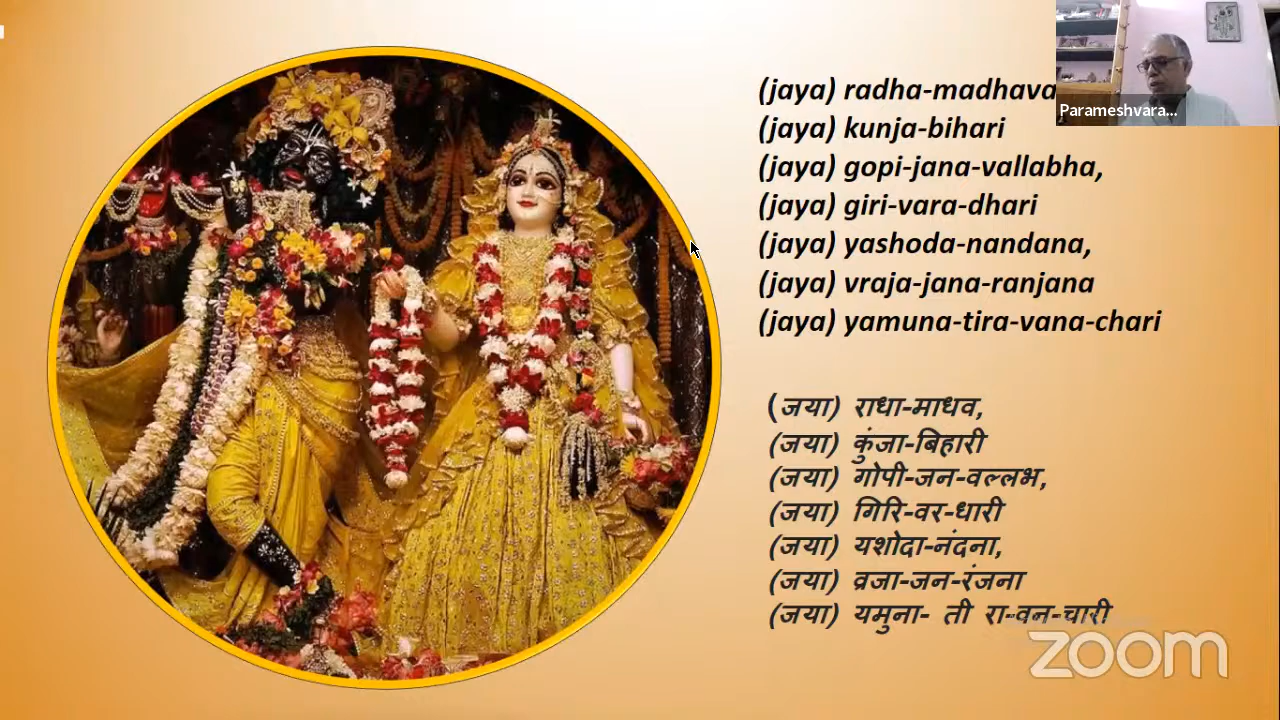 (jaya) radha-madhava
(jaya) kunja-bihari
(jaya) gopi-jana-vallabha,
(jaya) giri-vara-dhari
(jaya) yashoda-nandana,
(jaya) vraja-jana-ranjana
(jaya) yamuna-tira-vana-chari
(जया) राधा-माधव,
(जया) कुंजा-बिहारी
(जया) गोपी-जन-वल्लभ,
(जया) गिरि-वर-धारी
(जया) यशोदा-नंदना,
(जया) व्रजा-जन-रंजना
(जया) यमुना- ती रा-वन-चारी
Parameshvara...
zoom